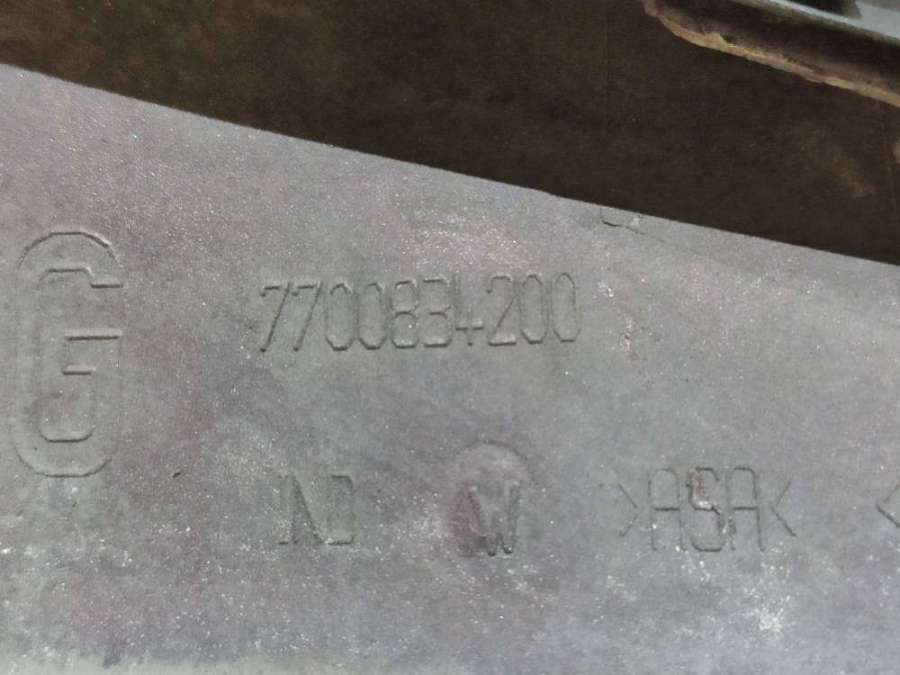 G
7700834200
IND W >ASA<